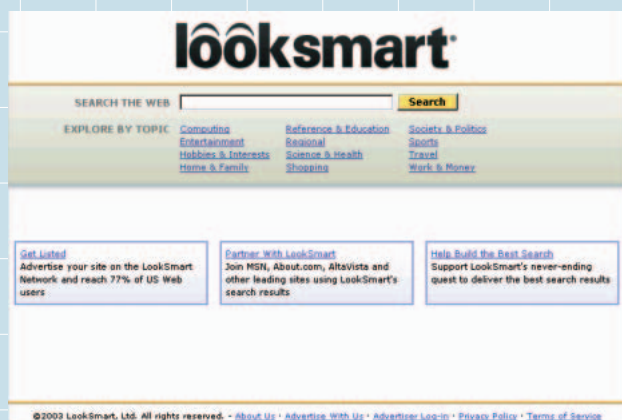 lôôksmart
SEARCH THE WEB Search
EXPLORE BY TOPIC Computing Reference & Education Society & Politics
Entertainment Regional Sports
Hobbies & Interests Science & Health Travel
Home & Family Shopping Work & Money
Get Listed
Advertise your site on the LookSmart
Network and reach 77% of US Web
users
Partner With LookSmart
Join MSN, About.com, AltaVista and
other leading sites using LookSmart's
search results
Help Build the Best Search
Support LookSmart's never-ending
quest to deliver the best search results
©2003 LookSmart, Ltd. All rights reserved. - About Us · Advertise With Us · Advertiser Log-in · Privacy Policy · Terms of Service